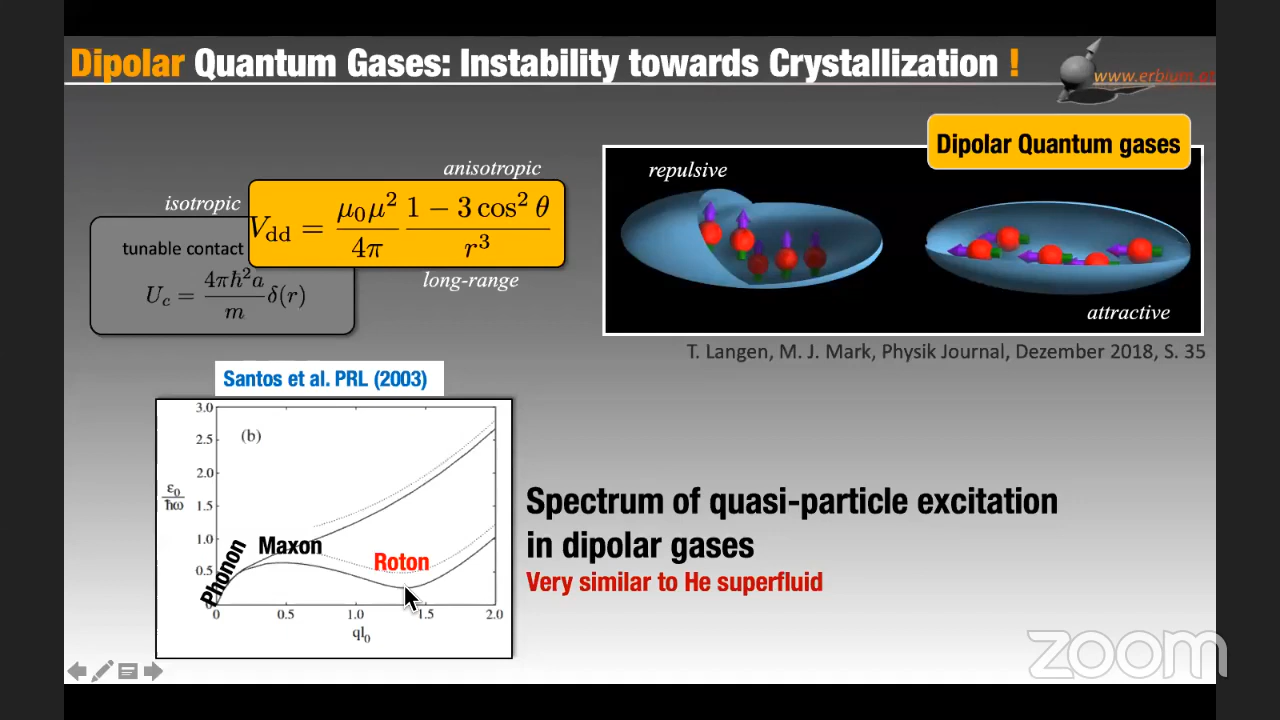 Dipolar Quantum Gases: Instability towards Crystallization !
www.erbium.at
Dipolar Quantum gases
anisotropic
isotropic
V_dd = μ₀μ²/4π (1 − 3 cos² θ)/r³
tunable contact
U_c = 4πℏ²a/m δ(r)
long-range
repulsive
attractive
T. Langen, M. J. Mark, Physik Journal, Dezember 2018, S. 35
Santos et al. PRL (2003)
(b)
3.0
2.5
2.0
1.5
1.0
0.5
0
ε₀/ℏω
Phonon
Maxon
Roton
0 0.5 1.0 1.5 2.0
ql₀
Spectrum of quasi-particle excitation
in dipolar gases
Very similar to He superfluid
zoom